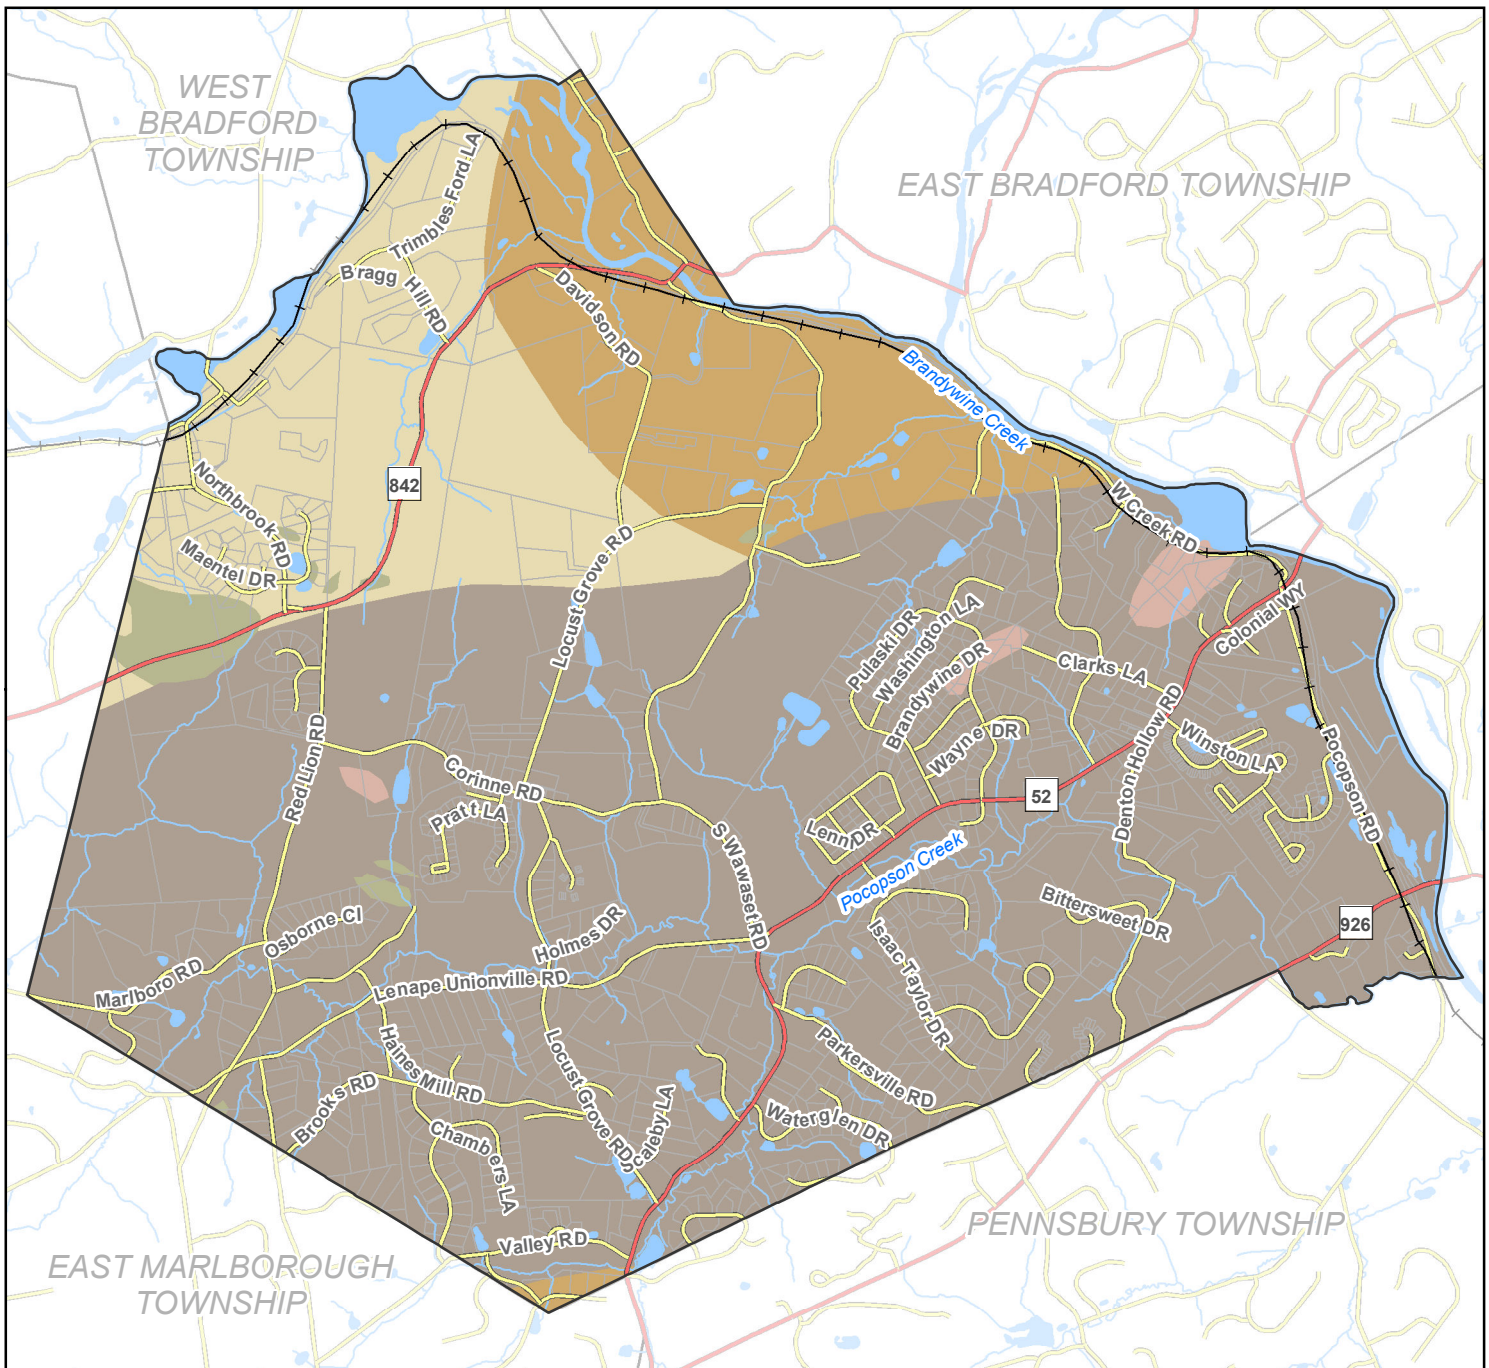 WEST
BRADFORD
TOWNSHIP
EAST BRADFORD TOWNSHIP
Trimbles Ford LA
Bragg Hill RD
Davidson RD
Brandywine Creek
842
Northbrook RD
W Creek RD
Maentel DR
Locust Grove RD
Colonial WY
Pulaski DR
Washington LA
Brandywine DR
Clarks LA
Wayne DR
Denton Hollow RD
Winston LA
Red Lion RD
Corinne RD
Pocopson RD
52
Pratt LA
Lenni DR
S Wawaset RD
Pocopson Creek
Bittersweet DR
926
Osborne CI
Holmes DR
Isaac Taylor DR
Marlboro RD
Lenape Unionville RD
Haines Mill RD
Locust Grove RD
Parkersville RD
Brooks RD
Scaleby LA
Waterglen DR
Chambers LA
Valley RD
PENNSBURY TOWNSHIP
EAST MARLBOROUGH
TOWNSHIP